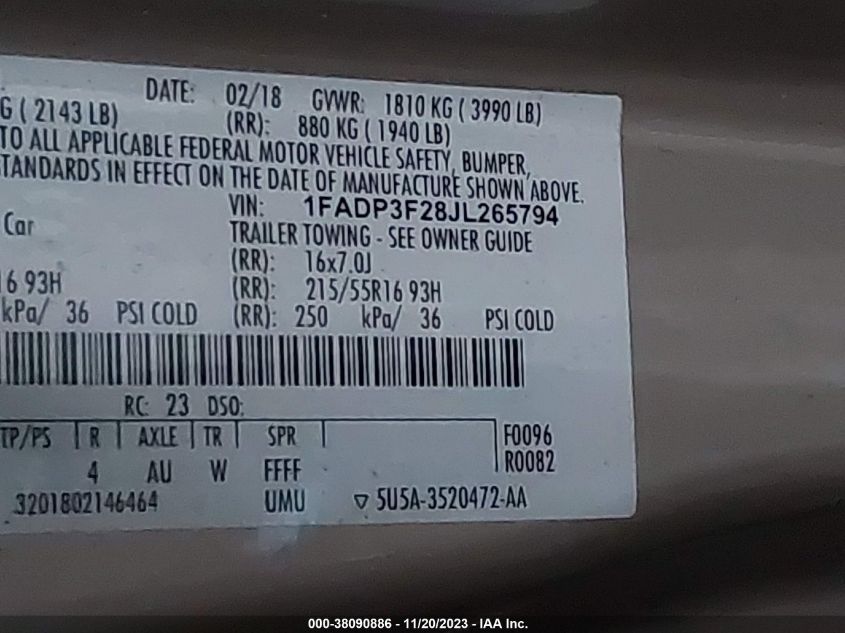 DATE: 02/18 GVWR: 1810 KG ( 3990 LB)
G ( 2143 LB) (RR): 880 KG ( 1940 LB)
TO ALL APPLICABLE FEDERAL MOTOR VEHICLE SAFETY, BUMPER,
TANDARDS IN EFFECT ON THE DATE OF MANUFACTURE SHOWN ABOVE.
VIN: 1FADP3F28JL265794
Car TRAILER TOWING - SEE OWNER GUIDE
(RR): 16x7.0J
16 93H (RR): 215/55R16 93H
kPa/ 36 PSI COLD (RR): 250 kPa/ 36 PSI COLD
RC: 23 DSO:
TP/PS | R | AXLE | TR | SPR | F0096
4 AU W FFFF R0082
3201802146464 UMU ▽ 5U5A-3520472-AA
000-38090886 - 11/20/2023 - IAA Inc.